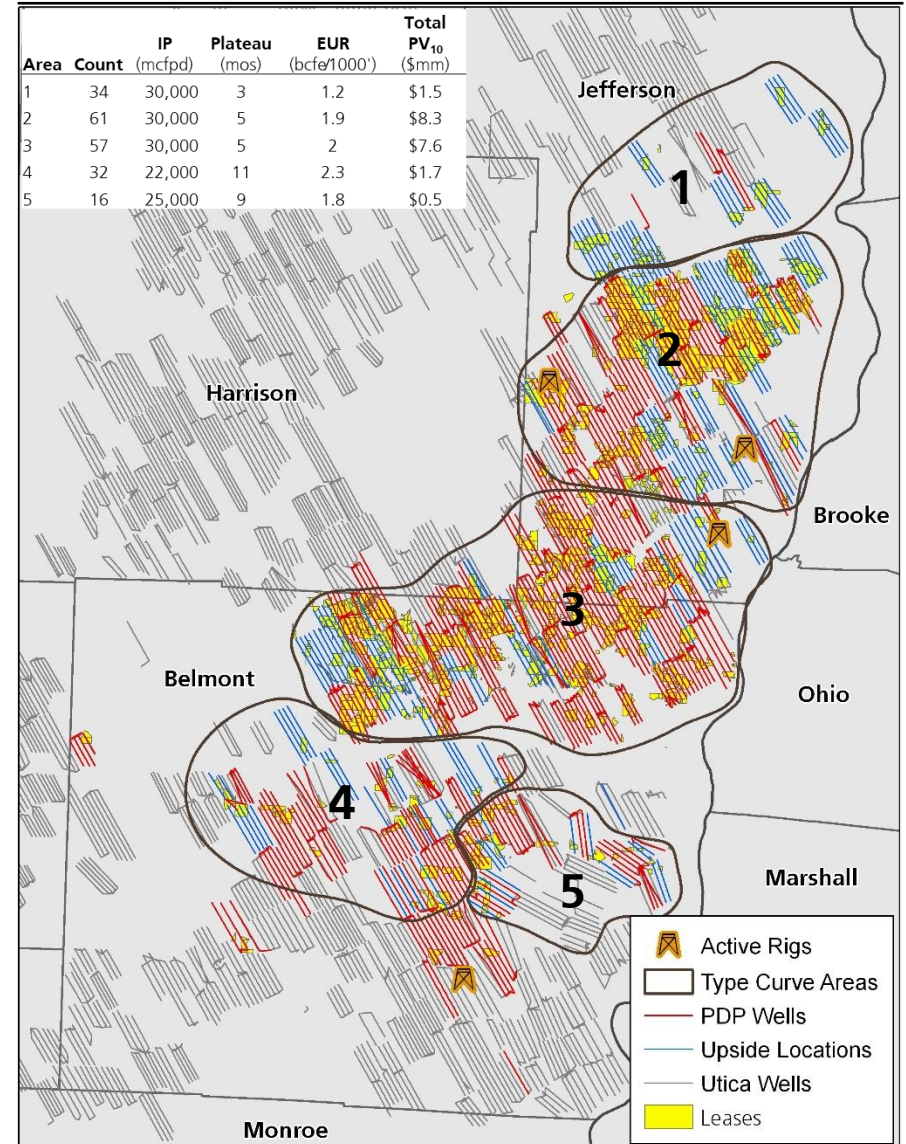 Total
IP Plateau EUR PV10
Area Count (mcfpd) (mos) (bcfe/1000') ($mm)
1 34 30,000 3 1.2 $1.5
2 61 30,000 5 1.9 $8.3
3 57 30,000 5 2 $7.6
4 32 22,000 11 2.3 $1.7
5 16 25,000 9 1.8 $0.5
Jefferson
1
2
Harrison
Brooke
3
Belmont
Ohio
4
5
Marshall
Active Rigs
Type Curve Areas
PDP Wells
Upside Locations
Utica Wells
Leases
Monroe